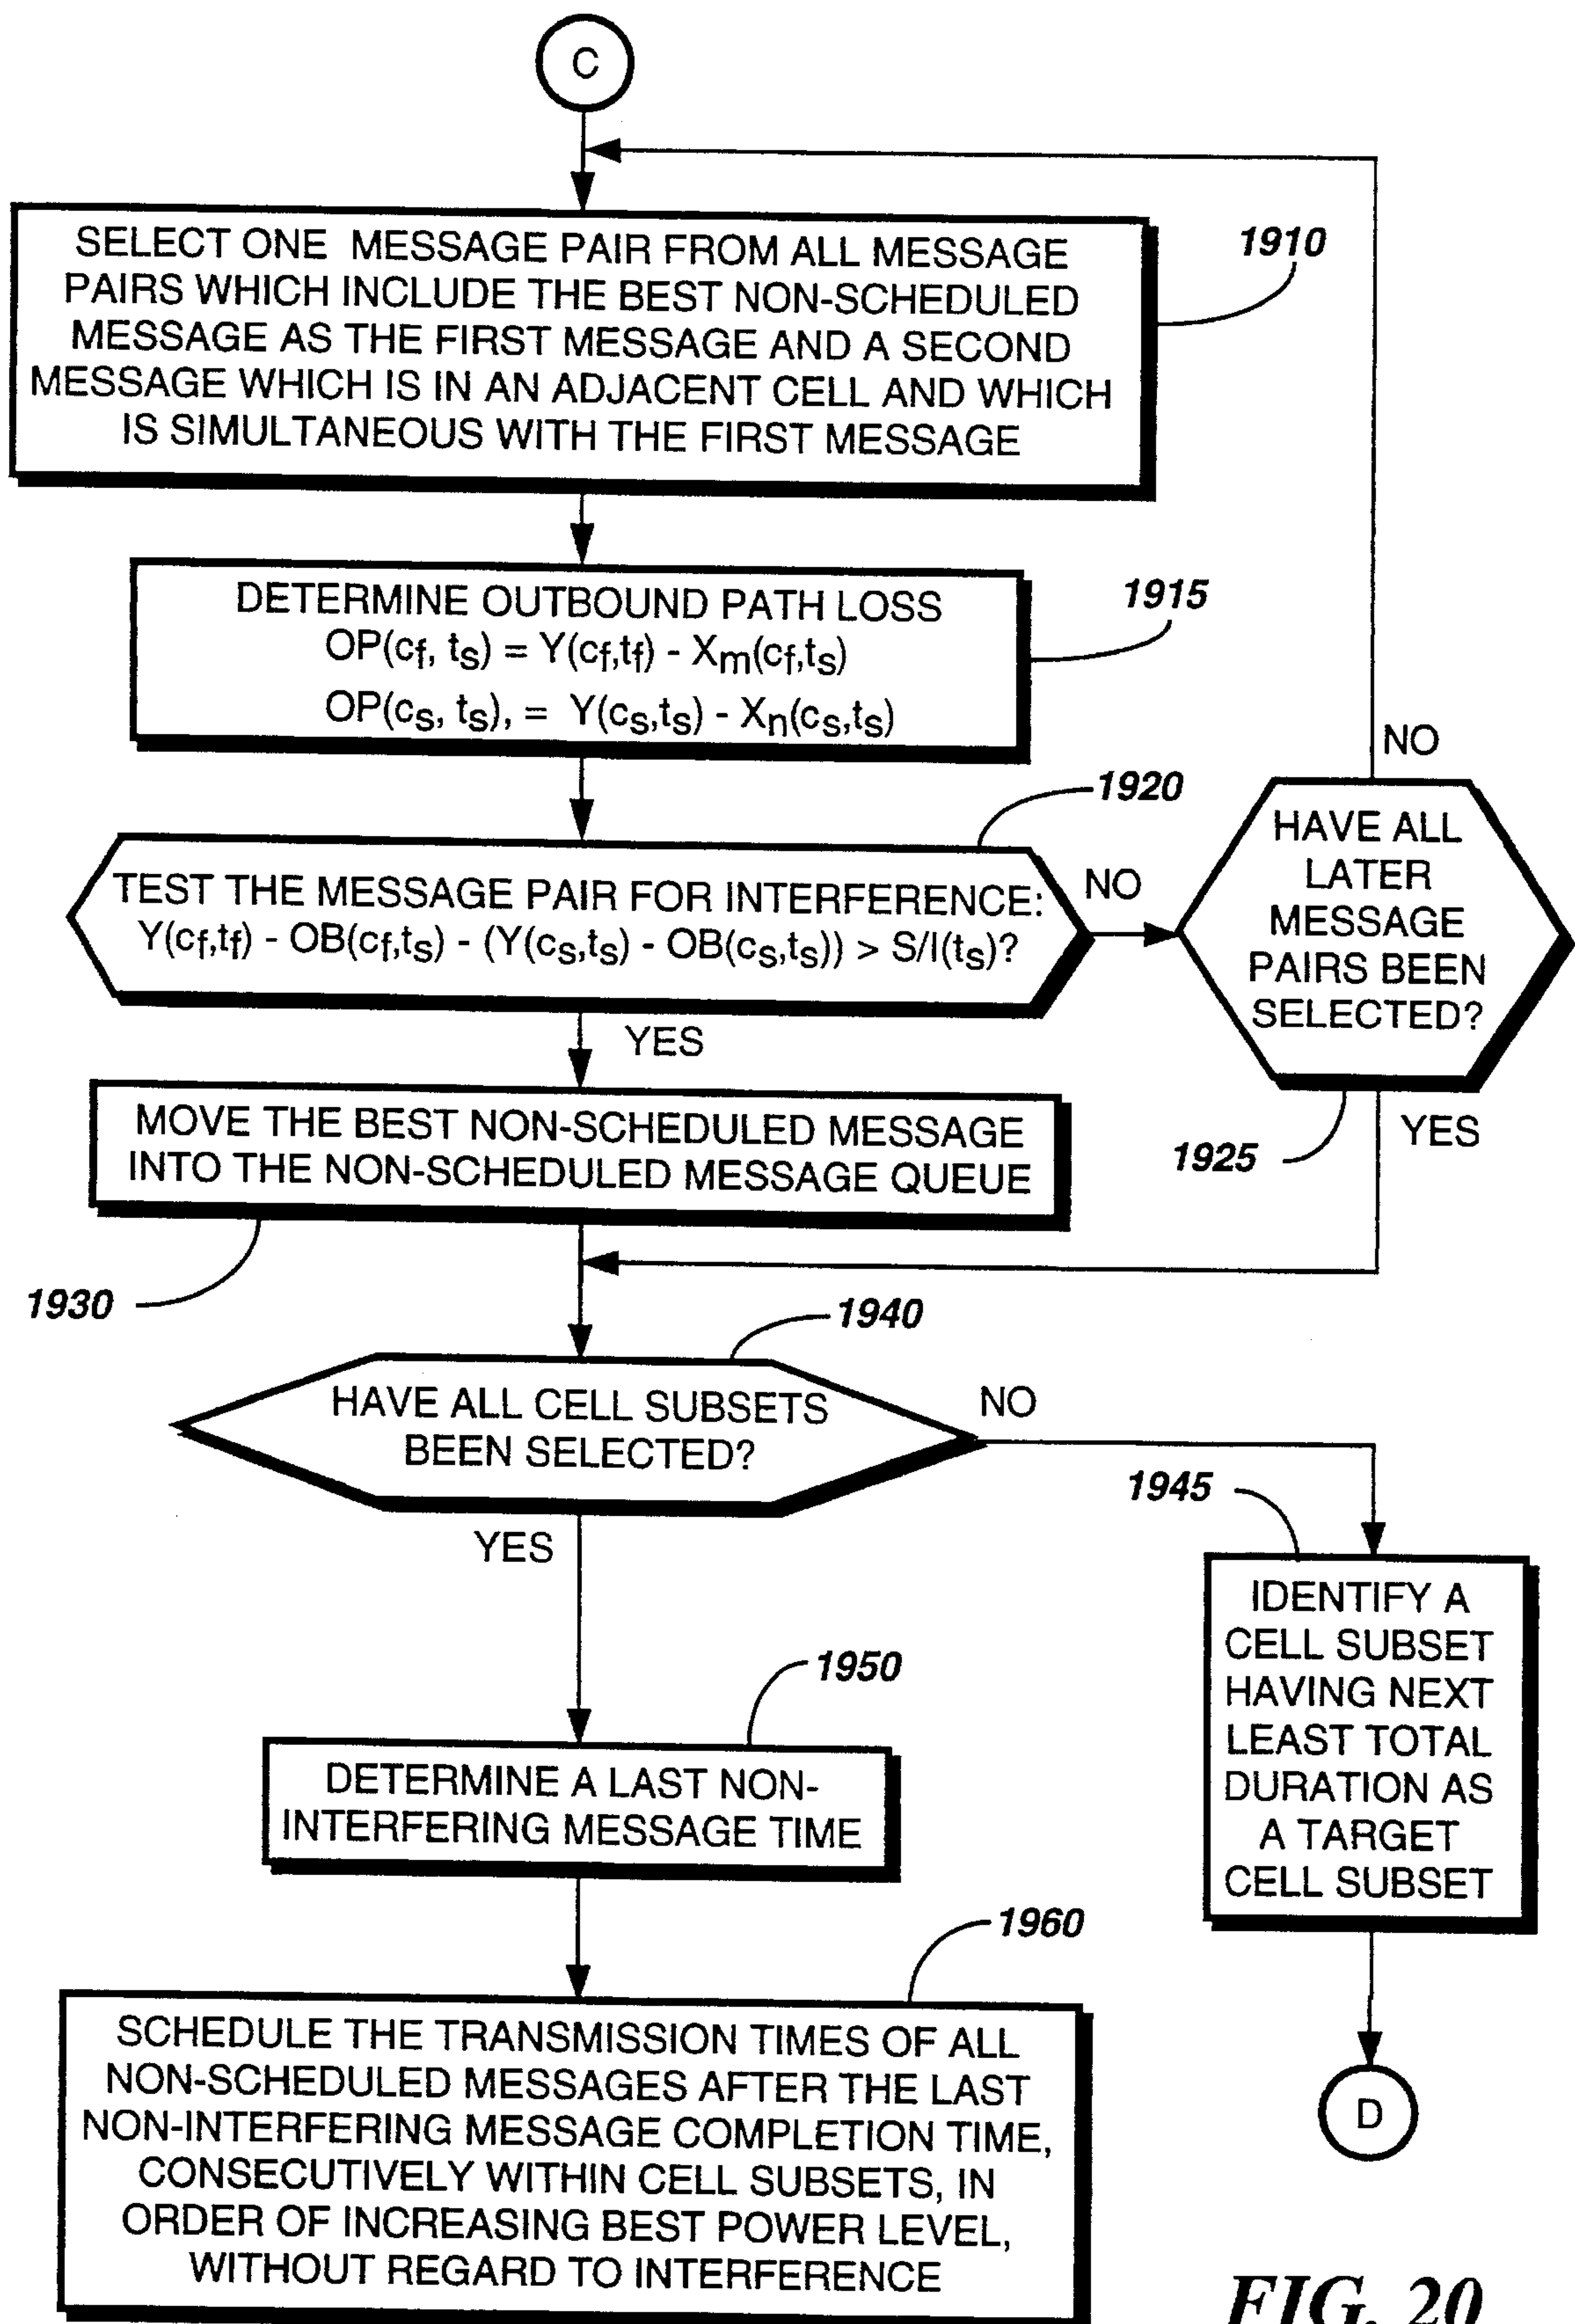 C
SELECT ONE MESSAGE PAIR FROM ALL MESSAGE
PAIRS WHICH INCLUDE THE BEST NON-SCHEDULED
MESSAGE AS THE FIRST MESSAGE AND A SECOND
MESSAGE WHICH IS IN AN ADJACENT CELL AND WHICH
IS SIMULTANEOUS WITH THE FIRST MESSAGE
1910
DETERMINE OUTBOUND PATH LOSS
OP(cf, ts) = Y(cf,tf) - Xm(cf,ts)
OP(cs, ts), = Y(cs,ts) - Xn(cs,ts)
1915
TEST THE MESSAGE PAIR FOR INTERFERENCE:
Y(cf,tf) - OB(cf,ts) - (Y(cs,ts) - OB(cs,ts)) > S/I(ts)?
1920
NO
HAVE ALL
LATER
MESSAGE
PAIRS BEEN
SELECTED?
NO
YES
1925
YES
MOVE THE BEST NON-SCHEDULED MESSAGE
INTO THE NON-SCHEDULED MESSAGE QUEUE
1930
HAVE ALL CELL SUBSETS
BEEN SELECTED?
1940
NO
YES
1945
IDENTIFY A
CELL SUBSET
HAVING NEXT
LEAST TOTAL
DURATION AS
A TARGET
CELL SUBSET
D
DETERMINE A LAST NON-
INTERFERING MESSAGE TIME
1950
SCHEDULE THE TRANSMISSION TIMES OF ALL
NON-SCHEDULED MESSAGES AFTER THE LAST
NON-INTERFERING MESSAGE COMPLETION TIME,
CONSECUTIVELY WITHIN CELL SUBSETS, IN
ORDER OF INCREASING BEST POWER LEVEL,
WITHOUT REGARD TO INTERFERENCE
1960
FIG. 20